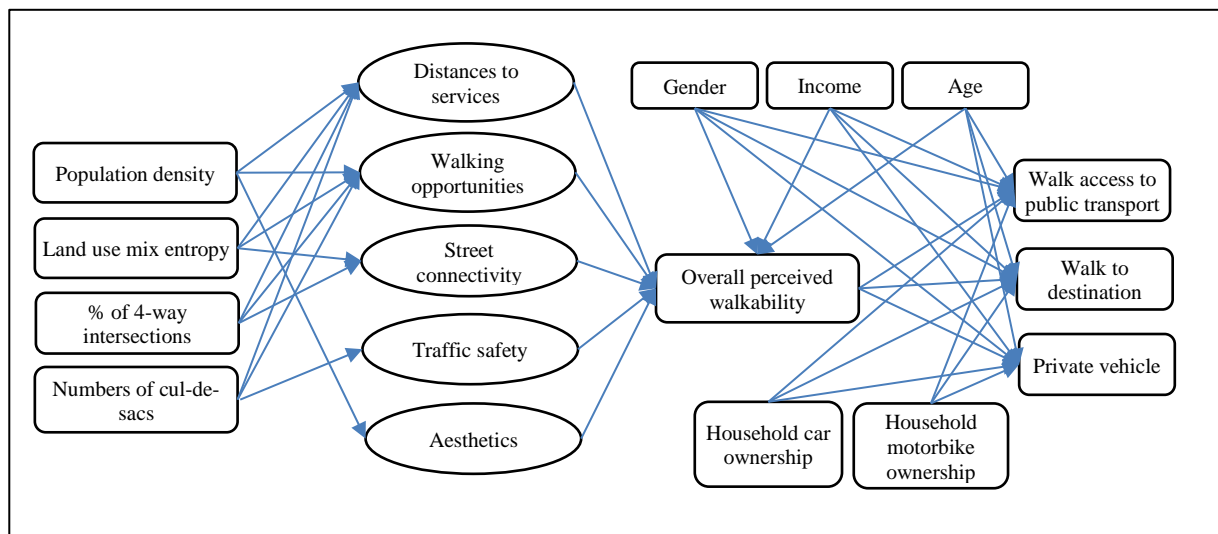 Population density
Land use mix entropy
% of 4-way
intersections
Numbers of cul-de-
sacs
Distances to
services
Walking
opportunities
Street
connectivity
Traffic safety
Aesthetics
Gender
Income
Age
Overall perceived
walkability
Household car
ownership
Household
motorbike
ownership
Walk access to
public transport
Walk to
destination
Private vehicle